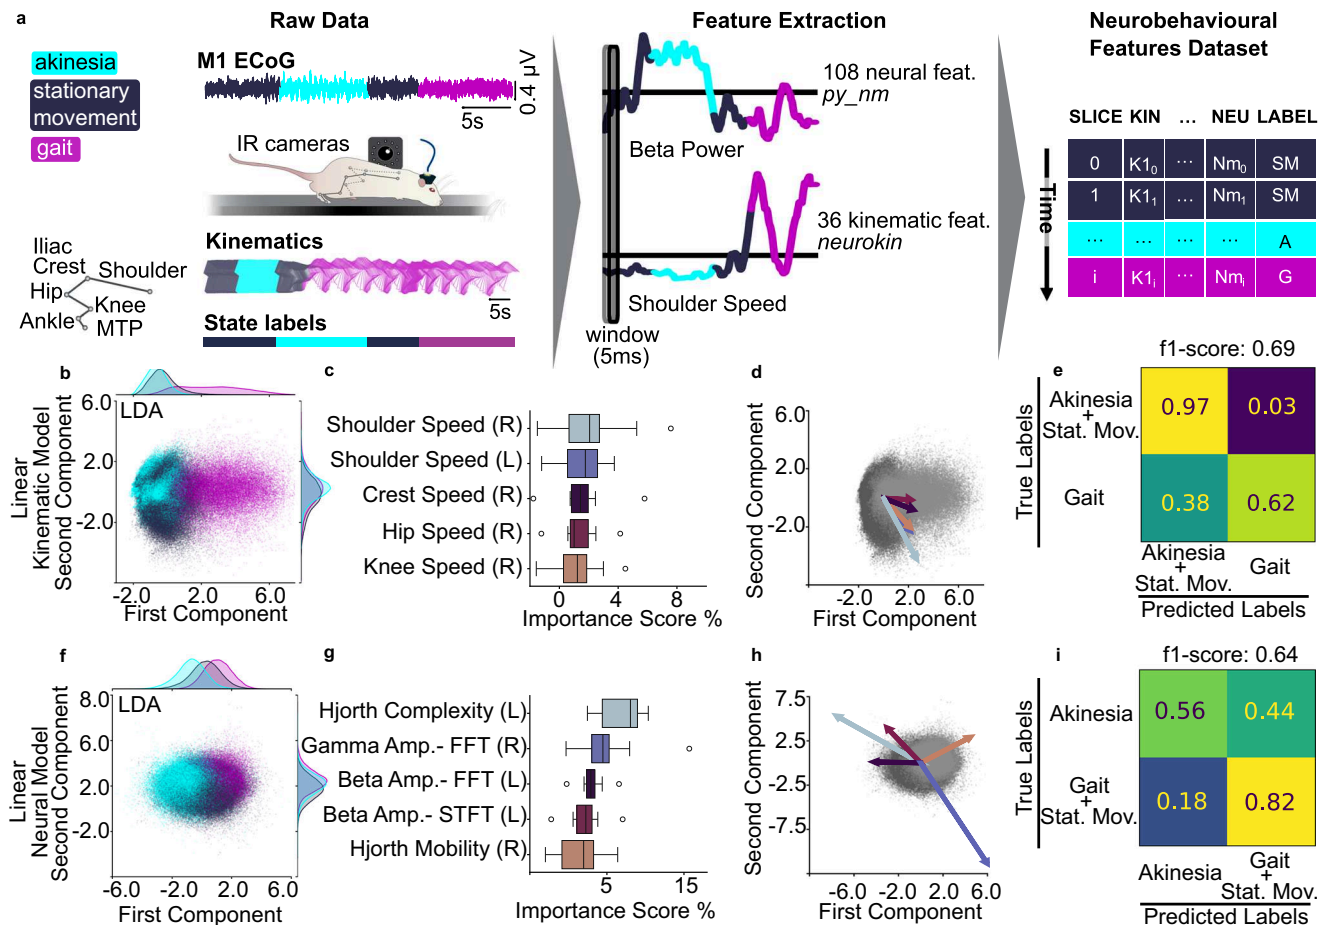 a
Raw Data
Feature Extraction
Neurobehavioural
Features Dataset
akinesia
stationary
movement
gait
M1 ECoG
0.4 µV
5s
IR cameras
Iliac
Crest
Shoulder
Hip
Knee
Ankle
MTP
Kinematics
5s
State labels
108 neural feat.
py_nm
Beta Power
36 kinematic feat.
neurokin
Shoulder Speed
window
(5ms)
SLICE KIN ... NEU LABEL
Time
0 K1₀ ... Nm₀ SM
1 K1₁ ... Nm₁ SM
... ... ... ... A
i K1ᵢ ... Nmᵢ G
b
LDA
Linear
Kinematic Model
Second Component
6.0
2.0
-2.0
-2.0 2.0 6.0
First Component
c
Shoulder Speed (R)
Shoulder Speed (L)
Crest Speed (R)
Hip Speed (R)
Knee Speed (R)
0 4 8
Importance Score %
d
Second Component
6.0
2.0
-2.0
-2.0 2.0 6.0
First Component
e
f1-score: 0.69
True Labels
Akinesia
+
Stat. Mov.
Gait
0.97 0.03
0.38 0.62
Akinesia
+
Stat. Mov.
Gait
Predicted Labels
f
LDA
Linear
Neural Model
Second Component
8.0
6.0
2.0
-2.0
-6.0 -2.0 2.0 6.0
First Component
g
Hjorth Complexity (L)
Gamma Amp.- FFT (R)
Beta Amp.- FFT (L)
Beta Amp.- STFT (L)
Hjorth Mobility (R)
5 15
Importance Score %
h
Second Component
7.5
2.5
-2.5
-7.5
-6.0 -2.0 2.0 6.0
First Component
i
f1-score: 0.64
True Labels
Akinesia
Gait
+
Stat. Mov.
0.56 0.44
0.18 0.82
Akinesia
Gait
+
Stat. Mov.
Predicted Labels